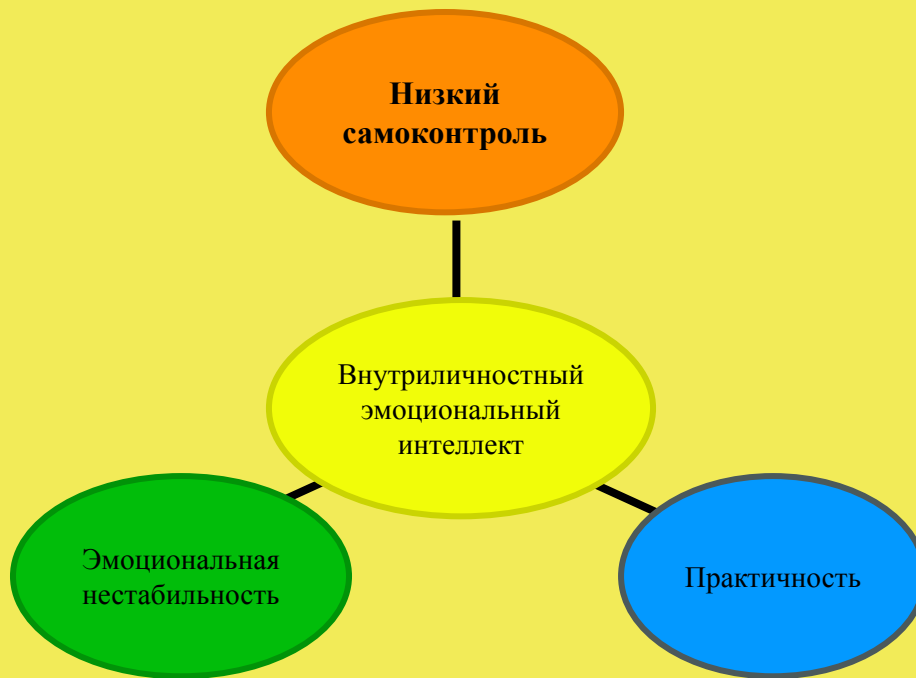 Низкий
самоконтроль
Внутриличностный
эмоциональный
интеллект
Эмоциональная
нестабильность
Практичность